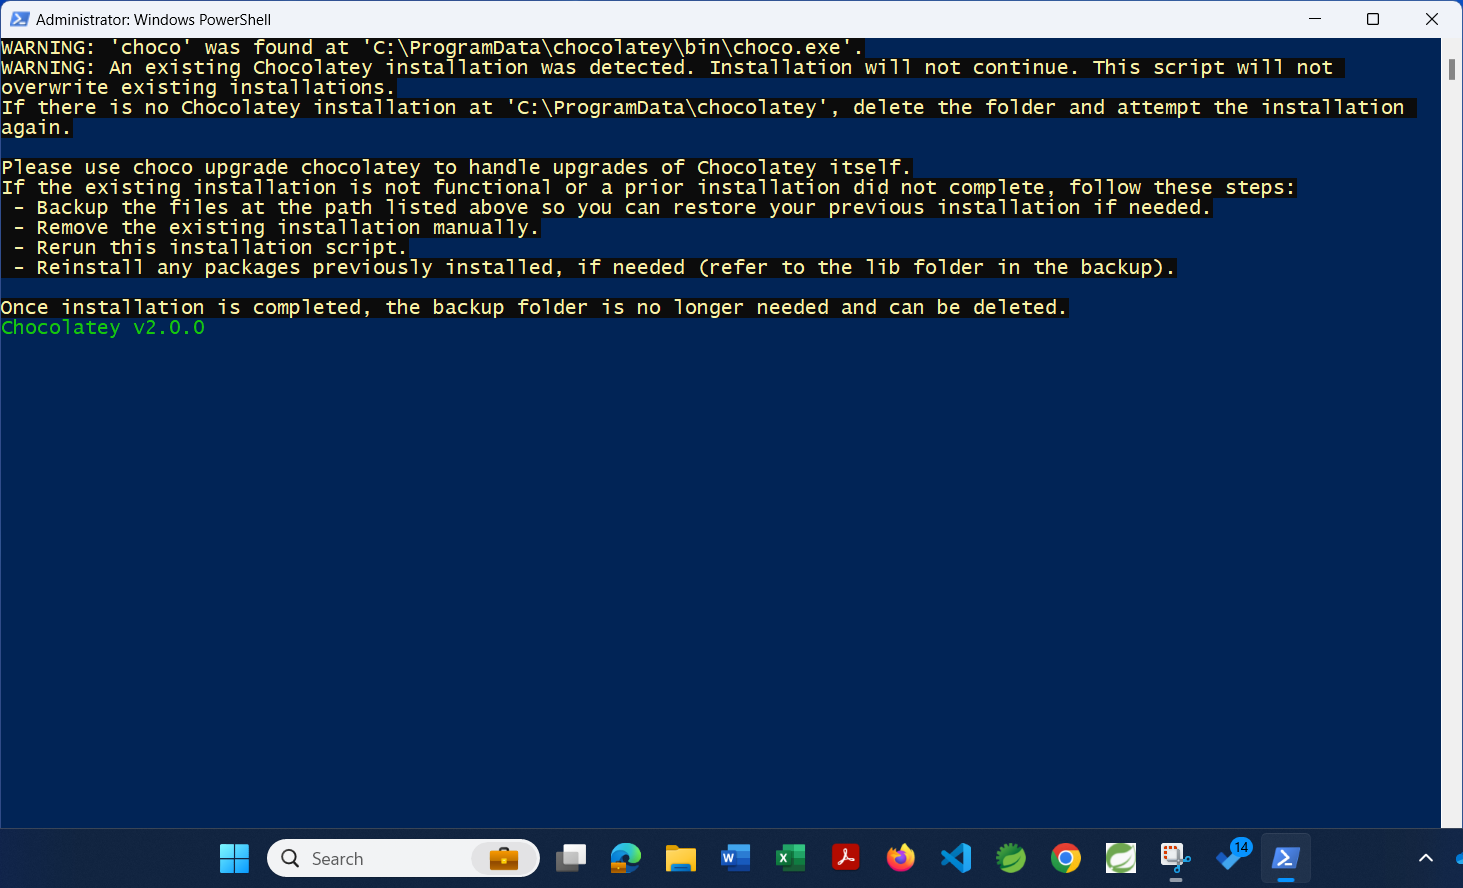 Administrator: Windows PowerShell
WARNING: 'choco' was found at 'C:\ProgramData\chocolatey\bin\choco.exe'.
WARNING: An existing Chocolatey installation was detected. Installation will not continue. This script will not
overwrite existing installations.
If there is no Chocolatey installation at 'C:\ProgramData\chocolatey', delete the folder and attempt the installation
again.
Please use choco upgrade chocolatey to handle upgrades of Chocolatey itself.
If the existing installation is not functional or a prior installation did not complete, follow these steps:
- Backup the files at the path listed above so you can restore your previous installation if needed.
- Remove the existing installation manually.
- Rerun this installation script.
- Reinstall any packages previously installed, if needed (refer to the lib folder in the backup).
Once installation is completed, the backup folder is no longer needed and can be deleted.
Chocolatey v2.0.0
Search
14